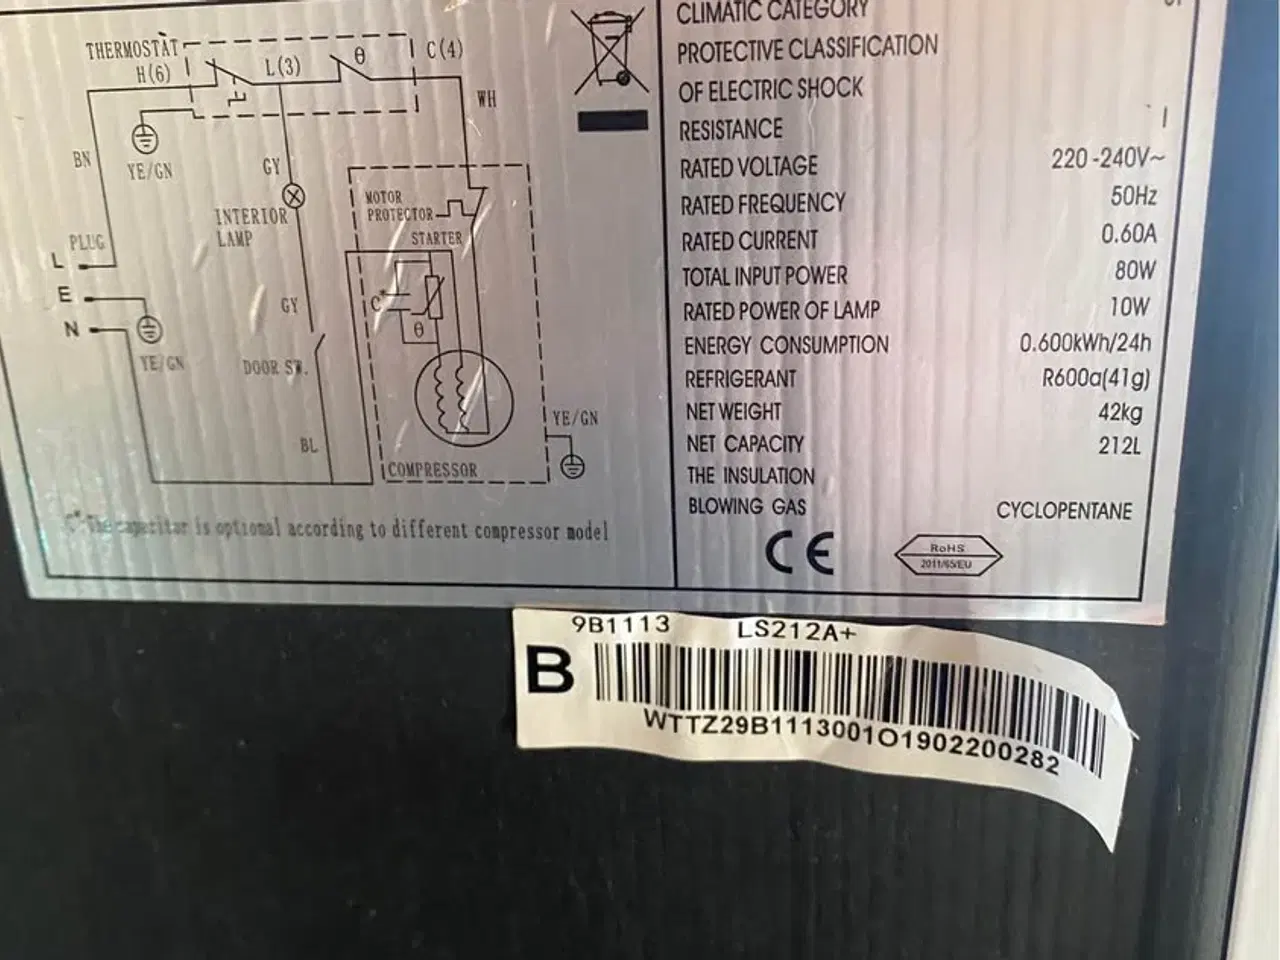 THERMOSTAT
H(6)
L(3)
θ
C(4)
WH
BN
YE/GN
GY
INTERIOR
LAMP
MOTOR
PROTECTOR
STARTER
PLUG
L
E
N
YE/GN
GY
C*
θ
DOOR SW.
BL
COMPRESSOR
YE/GN
C*-The capacitar is optional according to different compressor model
CLIMATIC CATEGORY
PROTECTIVE CLASSIFICATION
OF ELECTRIC SHOCK
RESISTANCE I
RATED VOLTAGE 220-240V~
RATED FREQUENCY 50Hz
RATED CURRENT 0.60A
TOTAL INPUT POWER 80W
RATED POWER OF LAMP 10W
ENERGY CONSUMPTION 0.600kWh/24h
REFRIGERANT R600a(41g)
NET WEIGHT 42kg
NET CAPACITY 212L
THE INSULATION
BLOWING GAS CYCLOPENTANE
CE
RoHS
2011/65/EU
9B1113 LS212A+
B
WTTZ29B1113001O1902200282